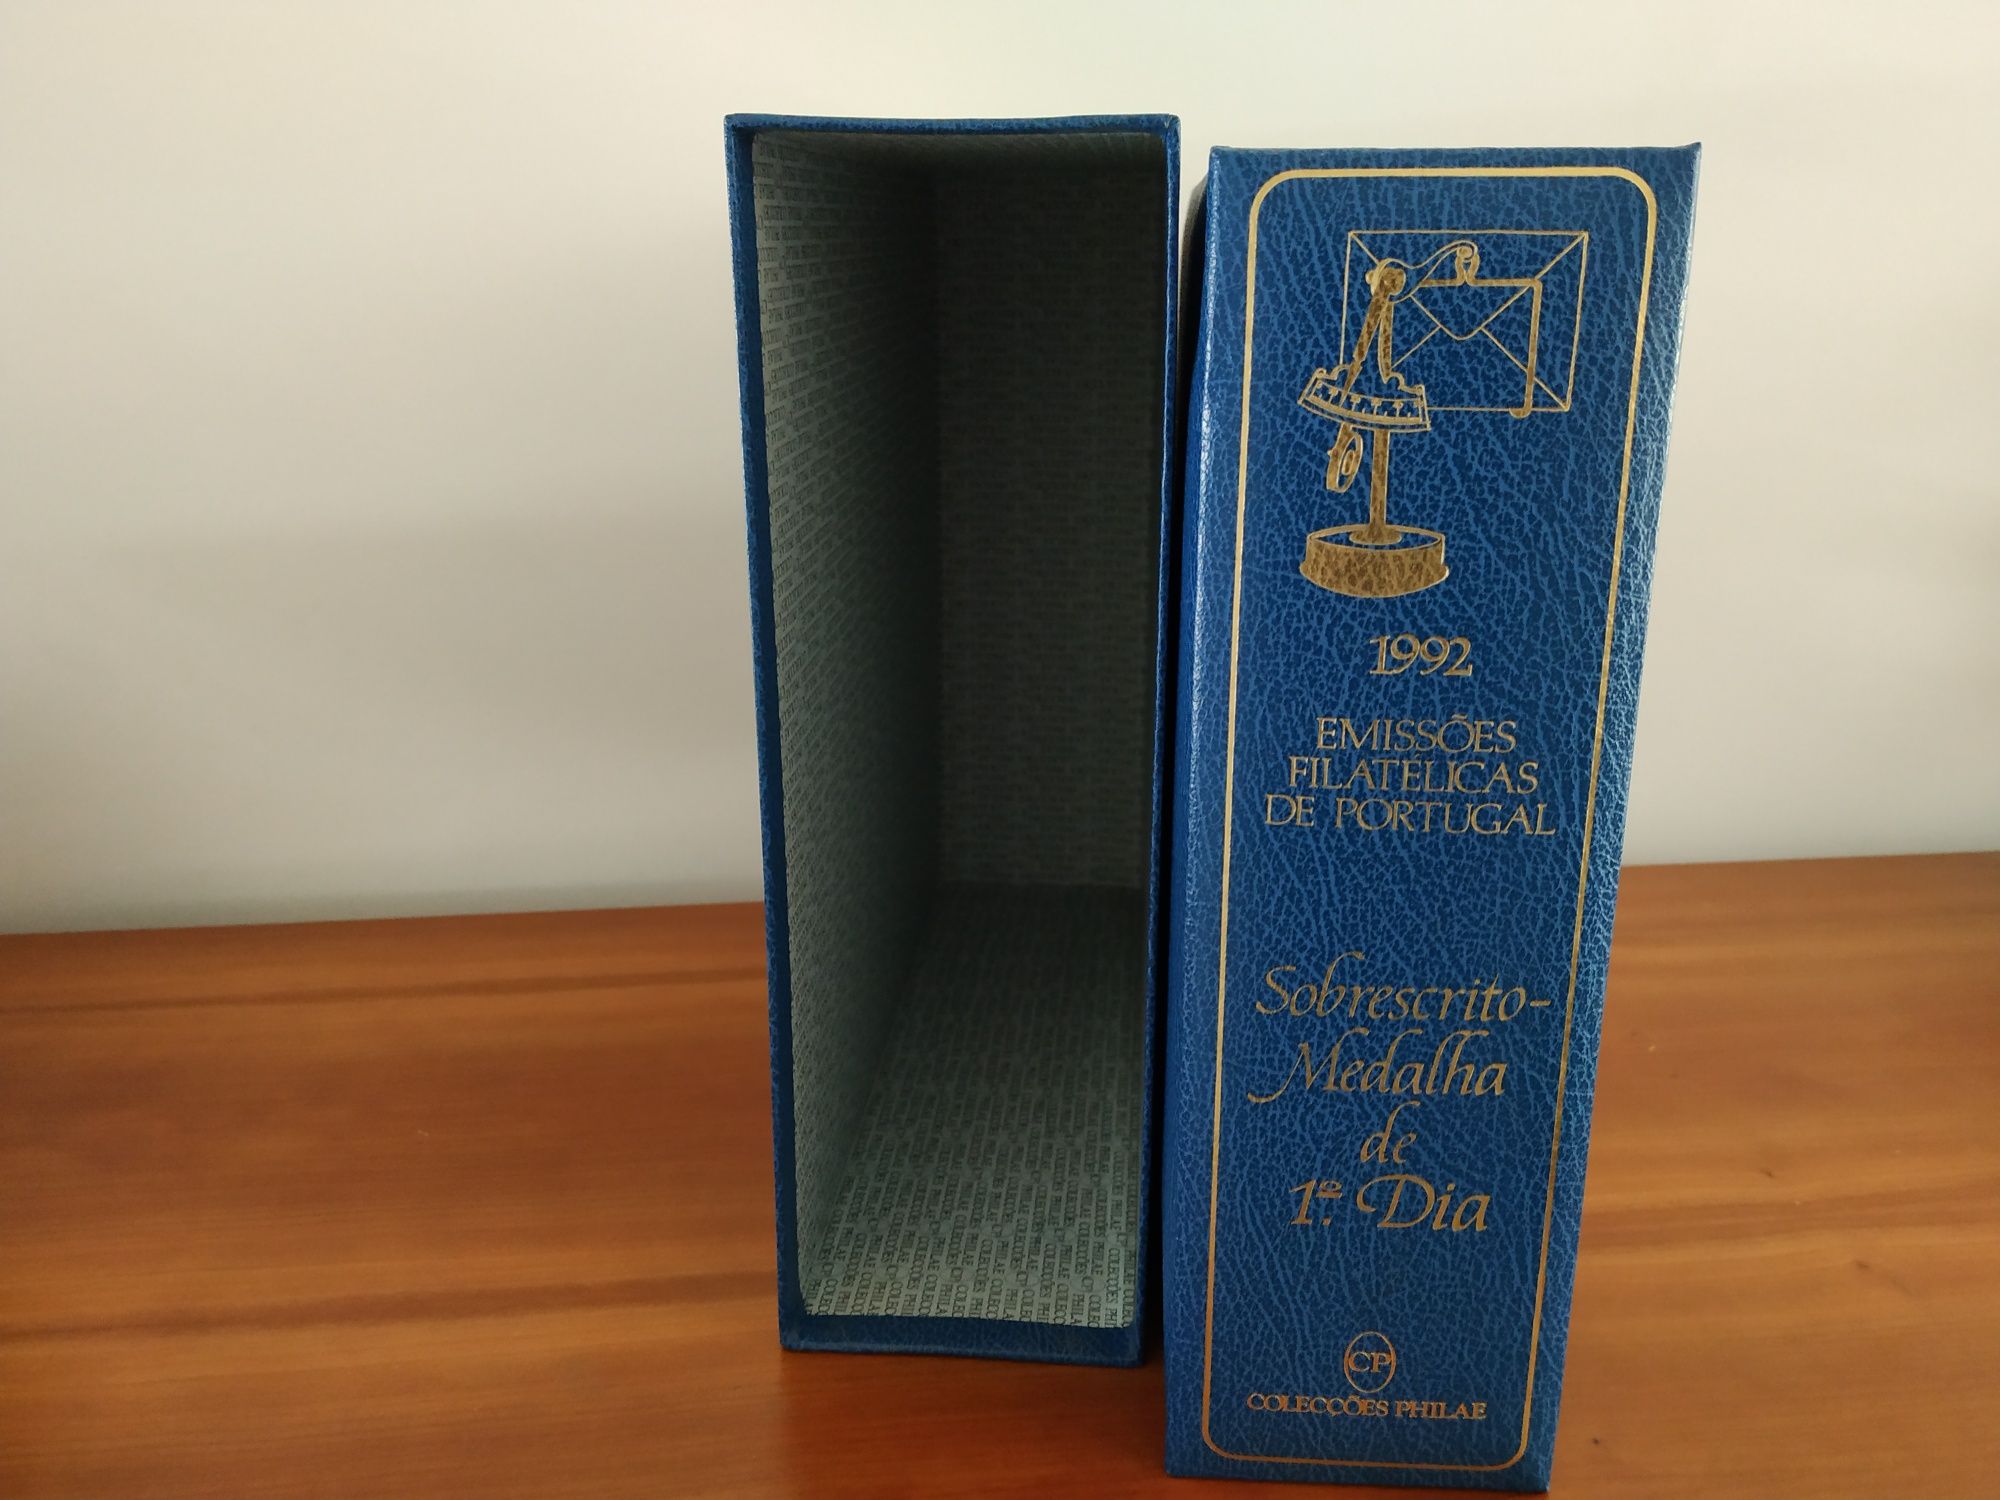 1992
EMISSÕES
FILATÉLICAS
DE PORTUGAL
Sobrescrito-
Medalha
de
1º. Dia
CP
COLECÇÕES PHILAE